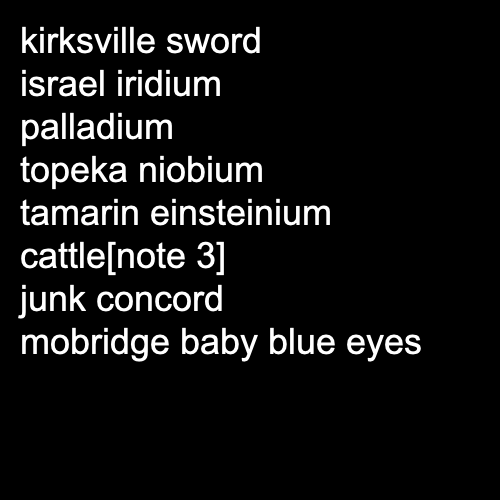 kirksville sword
israel iridium
palladium
topeka niobium
tamarin einsteinium
cattle[note 3]
junk concord
mobridge baby blue eyes